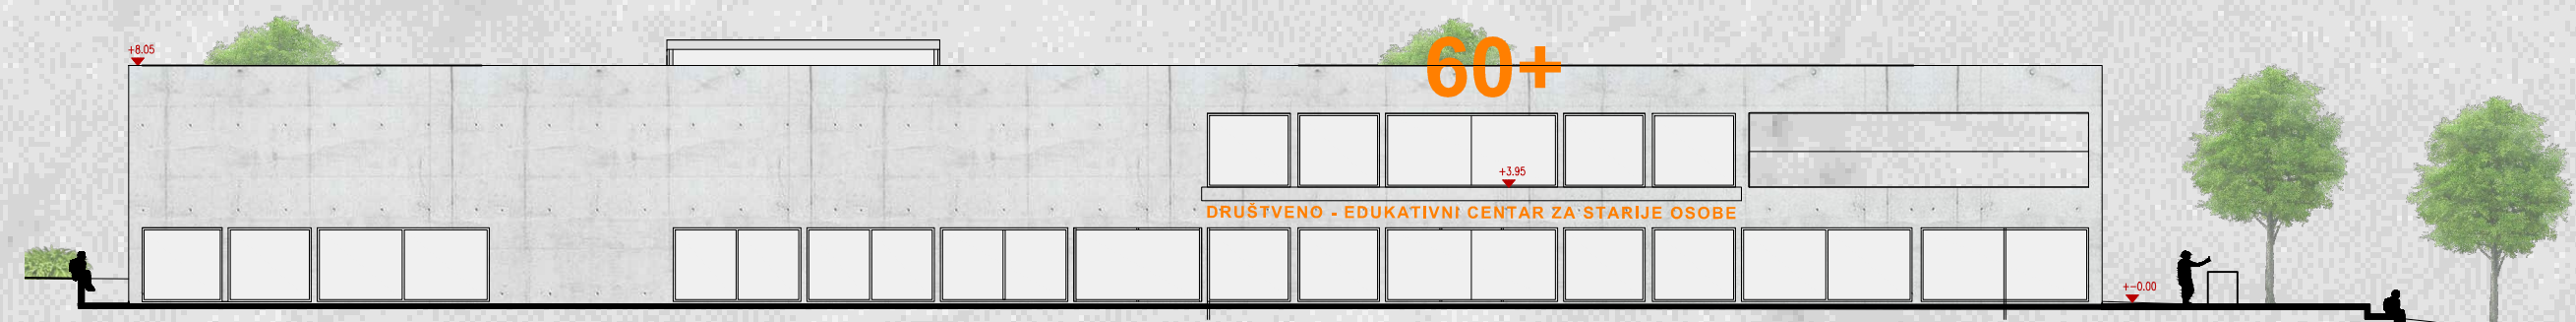 +8.05
60+
+3.95
DRUŠTVENO - EDUKATIVNI CENTAR ZA STARIJE OSOBE
+-0.00